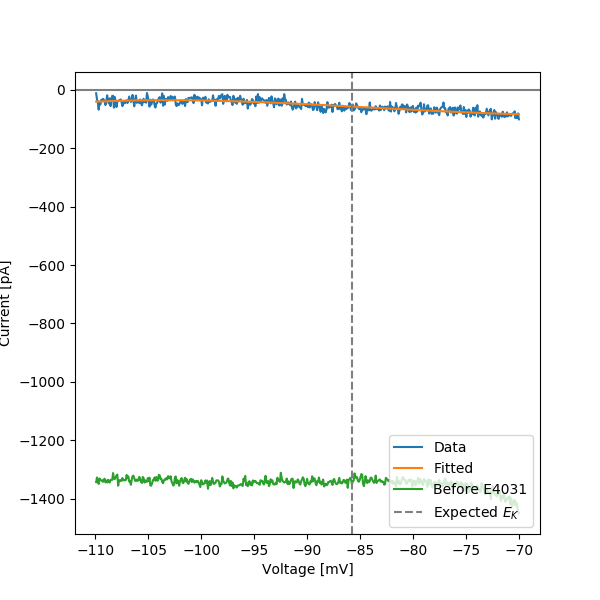 0
−200
−400
−600
−800
−1000
−1200
−1400
Current [pA]
Data
Fitted
Before E4031
Expected E_K
−110
−105
−100
−95
−90
−85
−80
−75
−70
Voltage [mV]